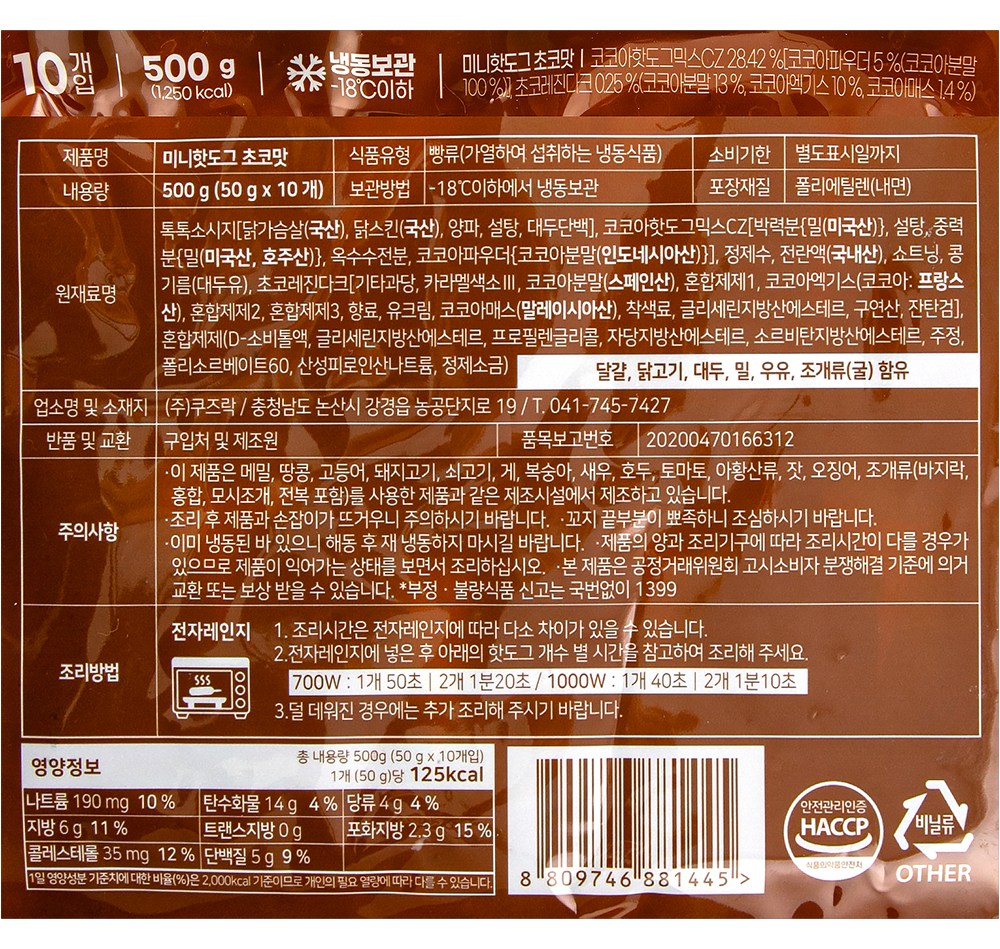 10개입 | 500 g (1,250 kcal) | 냉동보관 -18℃이하
미니핫도그 초코맛 | 코코아핫도그믹스CZ 28.42 %[코코아파우더 5 %(코코아분말
100 %)], 초코레진다크 0.25 %(코코아분말 13 %, 코코아엑기스 10 %, 코코아매스 1.4 %)
제품명 미니핫도그 초코맛 식품유형 빵류(가열하여 섭취하는 냉동식품) 소비기한 별도표시일까지
내용량 500 g (50 g x 10 개) 보관방법 -18℃이하에서 냉동보관 포장재질 폴리에틸렌(내면)
원재료명
톡톡소시지[닭가슴살(국산), 닭스킨(국산), 양파, 설탕, 대두단백], 코코아핫도그믹스CZ[박력분{밀(미국산)}, 설탕, 중력
분{밀(미국산, 호주산)}, 옥수수전분, 코코아파우더{코코아분말(인도네시아산)}], 정제수, 전란액(국내산), 쇼트닝, 콩
기름(대두유), 초코레진다크[기타과당, 카라멜색소Ⅲ, 코코아분말(스페인산), 혼합제제1, 코코아엑기스(코코아: 프랑스
산), 혼합제제2, 혼합제제3, 향료, 유크림, 코코아매스(말레이시아산), 착색료, 글리세린지방산에스테르, 구연산, 잔탄검],
혼합제제(D-소비톨액, 글리세린지방산에스테르, 프로필렌글리콜, 자당지방산에스테르, 소르비탄지방산에스테르, 주정,
폴리소르베이트60, 산성피로인산나트륨, 정제소금)
달걀, 닭고기, 대두, 밀, 우유, 조개류(굴) 함유
업소명 및 소재지 (주)쿠즈락 / 충청남도 논산시 강경읍 농공단지로 19 / T. 041-745-7427
반품 및 교환 구입처 및 제조원 품목보고번호 20200470166312
주의사항
·이 제품은 메밀, 땅콩, 고등어, 돼지고기, 쇠고기, 게, 복숭아, 새우, 호두, 토마토, 아황산류, 잣, 오징어, 조개류(바지락,
홍합, 모시조개, 전복 포함)를 사용한 제품과 같은 제조시설에서 제조하고 있습니다.
·조리 후 제품과 손잡이가 뜨거우니 주의하시기 바랍니다. ·꼬지 끝부분이 뾰족하니 조심하시기 바랍니다.
·이미 냉동된 바 있으니 해동 후 재 냉동하지 마시길 바랍니다. ·제품의 양과 조리기구에 따라 조리시간이 다를 경우가
있으므로 제품이 익어가는 상태를 보면서 조리하십시오. ·본 제품은 공정거래위원회 고시소비자 분쟁해결 기준에 의거
교환 또는 보상 받을 수 있습니다. *부정 · 불량식품 신고는 국번없이 1399
조리방법
전자레인지
1. 조리시간은 전자레인지에 따라 다소 차이가 있을 수 있습니다.
2.전자레인지에 넣은 후 아래의 핫도그 개수 별 시간을 참고하여 조리해 주세요.
700W : 1개 50초 | 2개 1분20초 / 1000W : 1개 40초 | 2개 1분10초
3.덜 데워진 경우에는 추가 조리해 주시기 바랍니다.
영양정보
총 내용량 500g (50 g x 10개입)
1개 (50 g)당 125kcal
나트륨 190 mg 10 % 탄수화물 14 g 4 % 당류 4 g 4 %
지방 6 g 11 % 트랜스지방 0 g 포화지방 2.3 g 15 %
콜레스테롤 35 mg 12 % 단백질 5 g 9 %
1일 영양성분 기준치에 대한 비율(%)은 2,000kcal 기준이므로 개인의 필요 열량에 따라 다를 수 있습니다.
8 809746 881445 >
안전관리인증
HACCP
식품의약품안전처
비닐류
OTHER